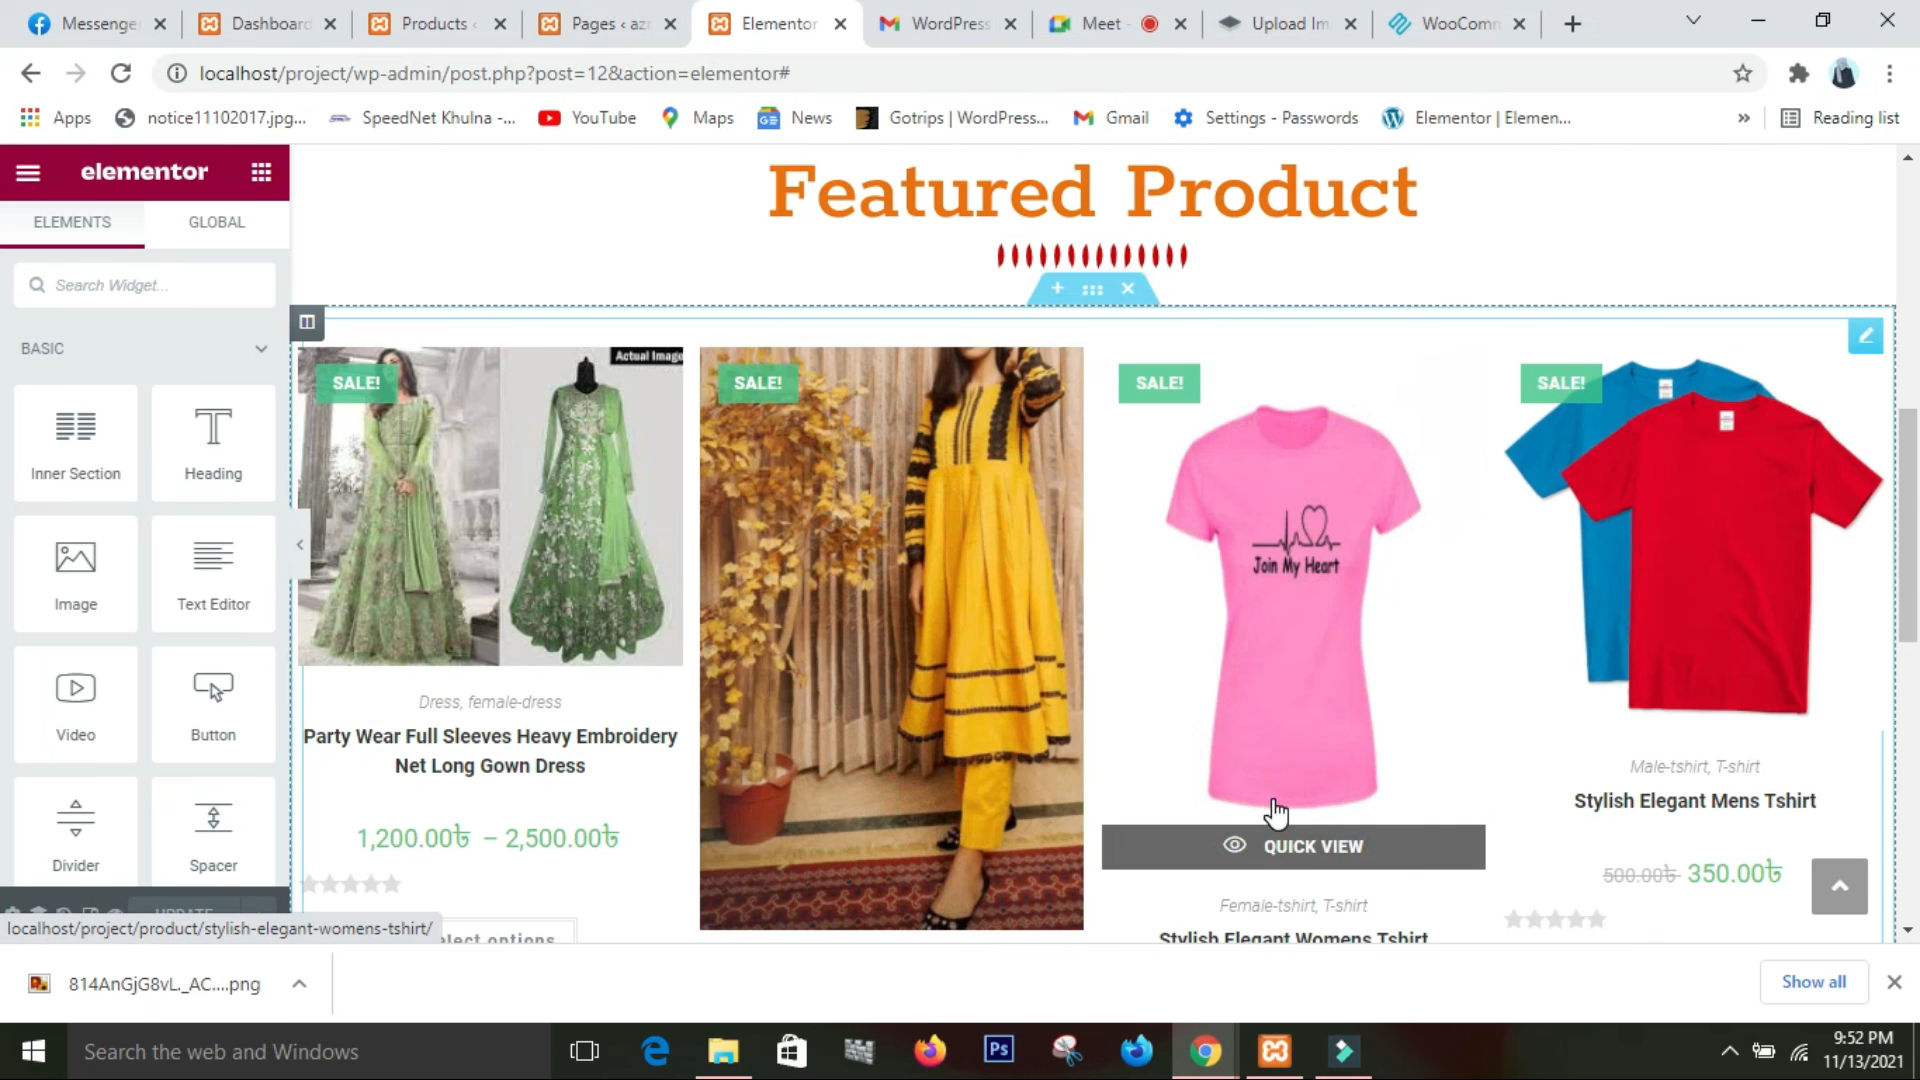 Messenge
Dashboard
Products ‹
Pages ‹ az
Elementor
WordPress
Meet -
Upload Im
WooComm
localhost/project/wp-admin/post.php?post=12&action=elementor#
Apps
notice11102017.jpg...
SpeedNet Khulna -...
YouTube
Maps
News
Gotrips | WordPress...
Gmail
Settings - Passwords
Elementor | Elemen...
»
Reading list
elementor
ELEMENTS
GLOBAL
Search Widget...
BASIC
Inner Section
Heading
Image
Text Editor
Video
Button
Divider
Spacer
UPDATE
localhost/project/product/stylish-elegant-womens-tshirt/
Featured Product
Actual Image
SALE!
SALE!
SALE!
SALE!
Join My Heart
QUICK VIEW
Dress, female-dress
Party Wear Full Sleeves Heavy Embroidery
Net Long Gown Dress
1,200.00৳ – 2,500.00৳
elect options
Female-tshirt, T-shirt
Stylish Elegant Womens Tshirt
Male-tshirt, T-shirt
Stylish Elegant Mens Tshirt
500.00৳ 350.00৳
814AnGjG8vL._AC....png
Show all
Search the web and Windows
Ps
9:52 PM
11/13/2021